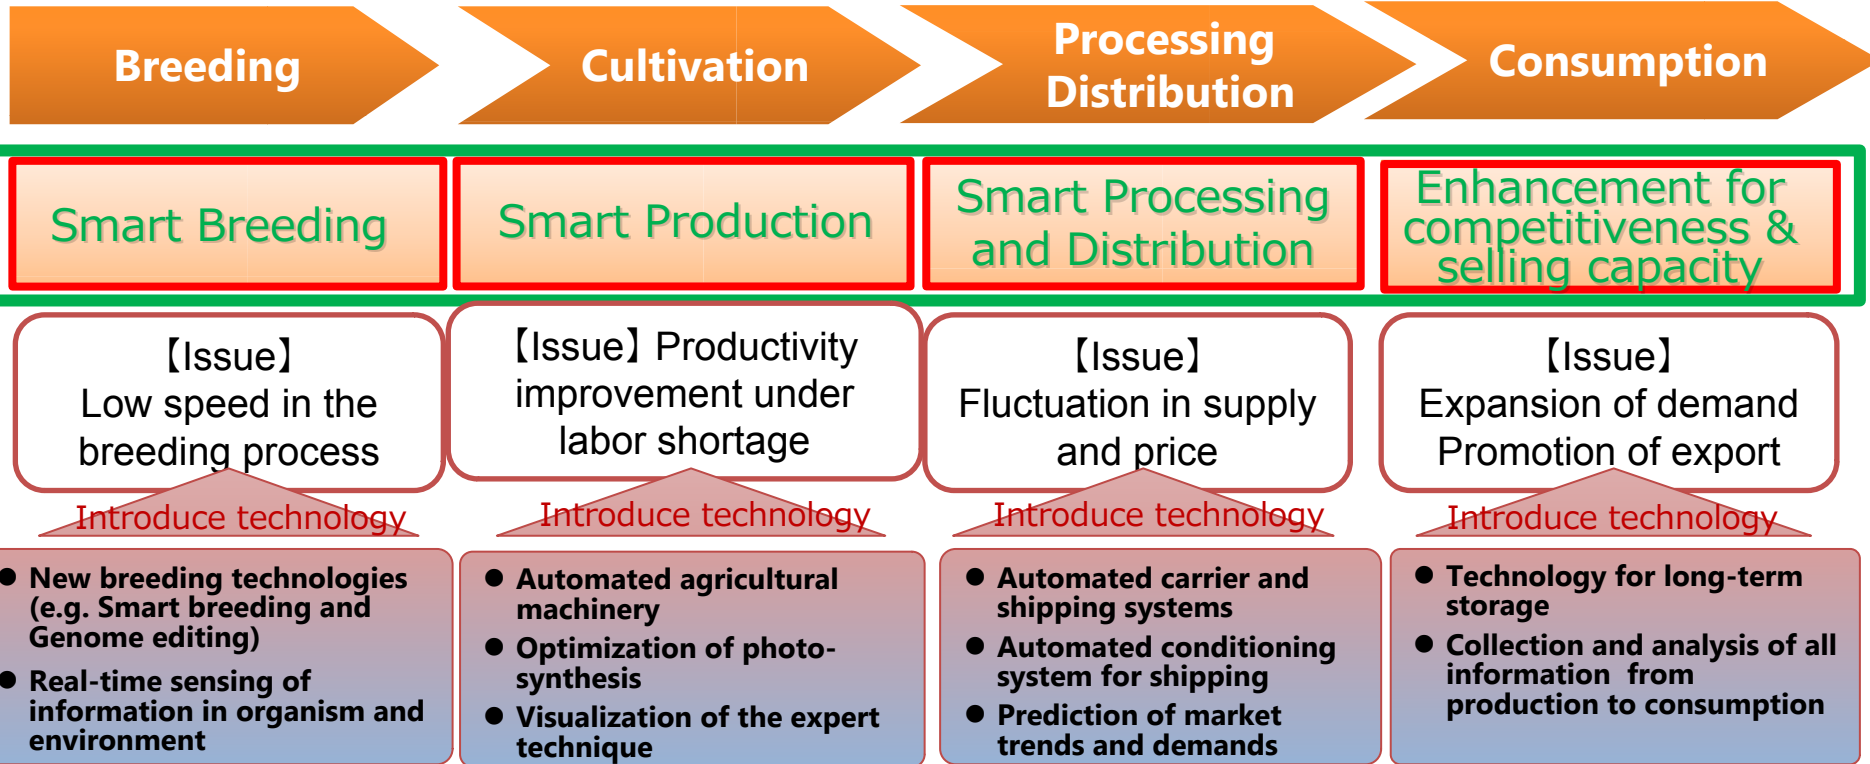 Breeding
Cultivation
Processing
Distribution
Consumption
Smart Breeding
Smart Production
Smart Processing
and Distribution
Enhancement for
competitiveness &
selling capacity
【Issue】
Low speed in the
breeding process
【Issue】 Productivity
improvement under
labor shortage
【Issue】
Fluctuation in supply
and price
【Issue】
Expansion of demand
Promotion of export
Introduce technology
Introduce technology
Introduce technology
Introduce technology
● New breeding technologies
(e.g. Smart breeding and
Genome editing)
● Real-time sensing of
information in organism and
environment
● Automated agricultural
machinery
● Optimization of photo-
synthesis
● Visualization of the expert
technique
● Automated carrier and
shipping systems
● Automated conditioning
system for shipping
● Prediction of market
trends and demands
● Technology for long-term
storage
● Collection and analysis of all
information from
production to consumption